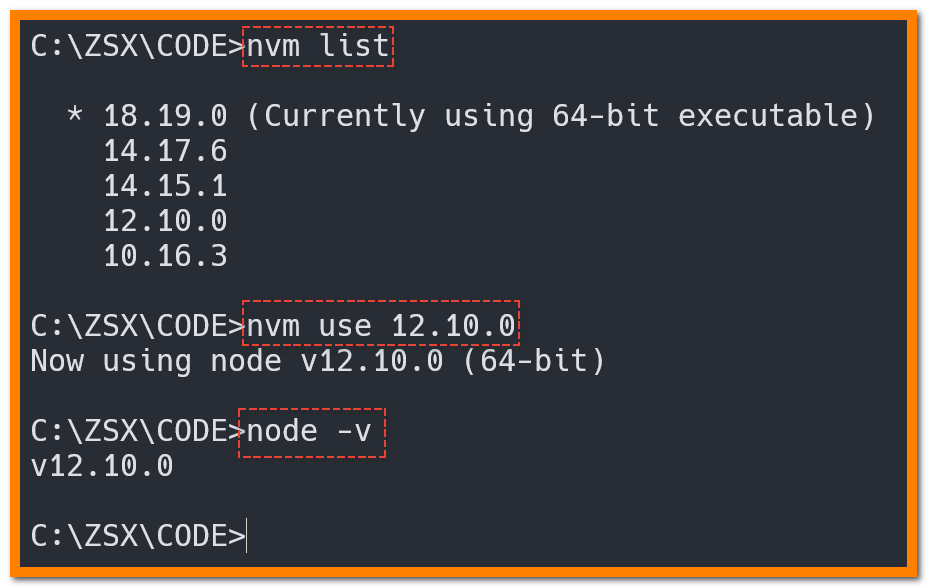 C:\ZSX\CODE>nvm list
* 18.19.0 (Currently using 64-bit executable)
14.17.6
14.15.1
12.10.0
10.16.3
C:\ZSX\CODE>nvm use 12.10.0
Now using node v12.10.0 (64-bit)
C:\ZSX\CODE>node -v
v12.10.0
C:\ZSX\CODE>